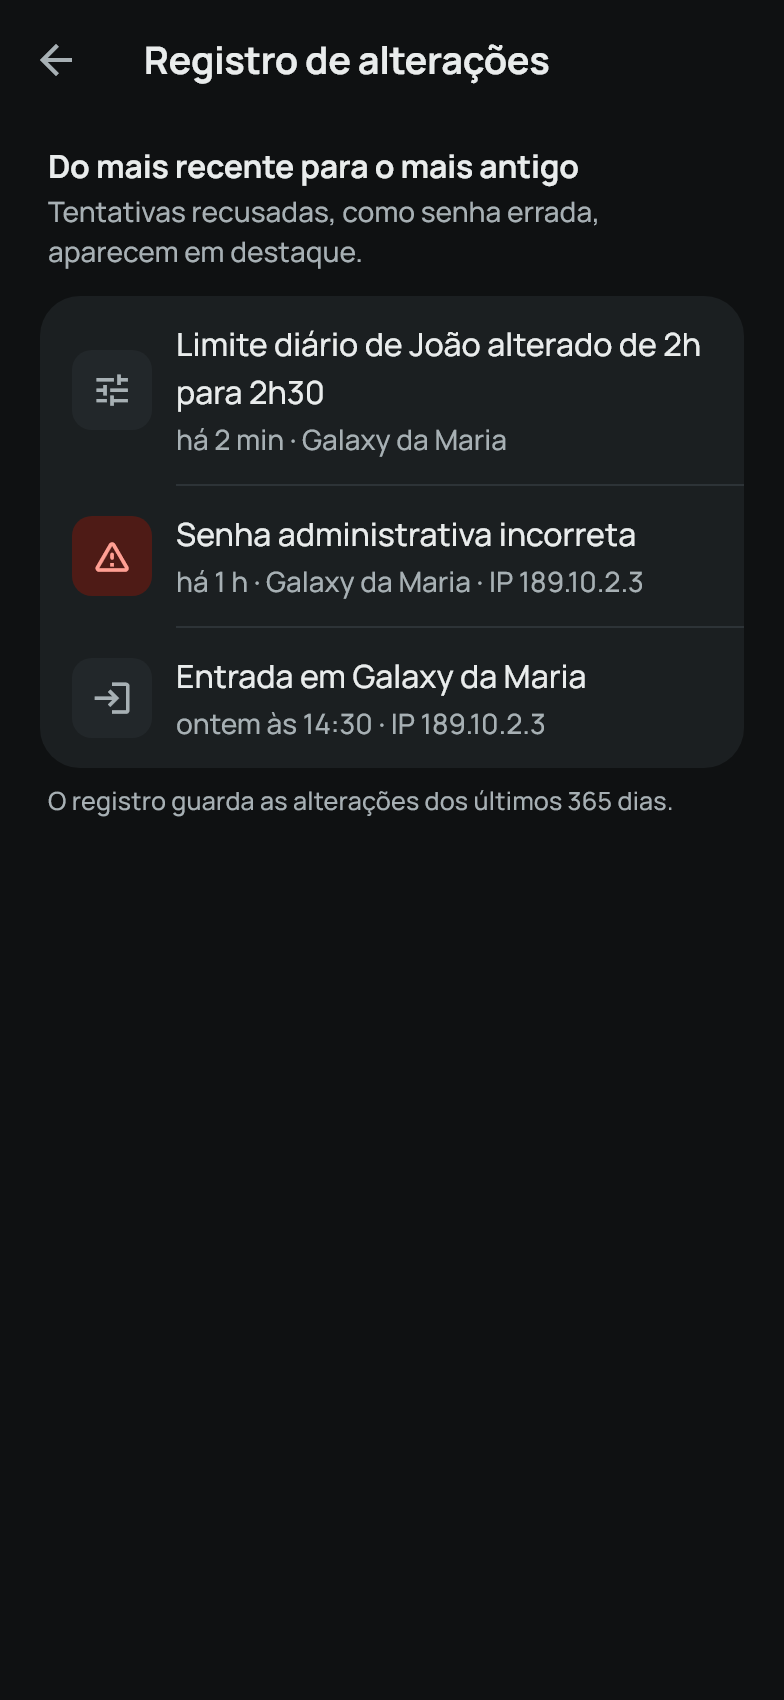 Registro de alterações
Do mais recente para o mais antigo
Tentativas recusadas, como senha errada,
aparecem em destaque.
Limite diário de João alterado de 2h
para 2h30
há 2 min · Galaxy da Maria
Senha administrativa incorreta
há 1 h · Galaxy da Maria · IP 189.10.2.3
Entrada em Galaxy da Maria
ontem às 14:30 · IP 189.10.2.3
O registro guarda as alterações dos últimos 365 dias.